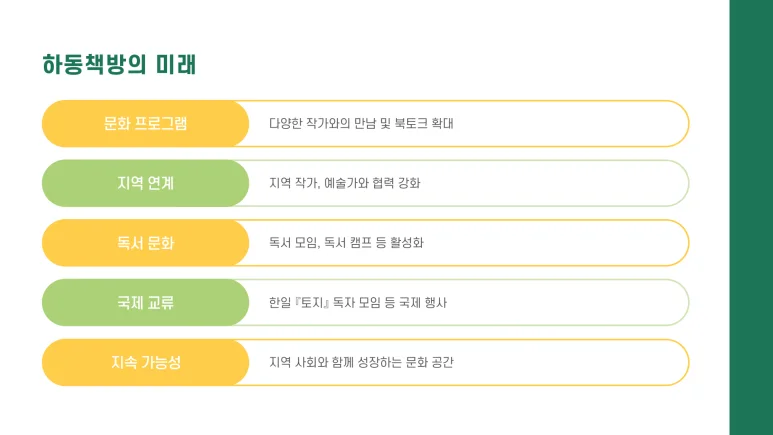 하동책방의 미래
문화 프로그램
다양한 작가와의 만남 및 북토크 확대
지역 연계
지역 작가, 예술가와 협력 강화
독서 문화
독서 모임, 독서 캠프 등 활성화
국제 교류
한일 『토지』 독자 모임 등 국제 행사
지속 가능성
지역 사회와 함께 성장하는 문화 공간